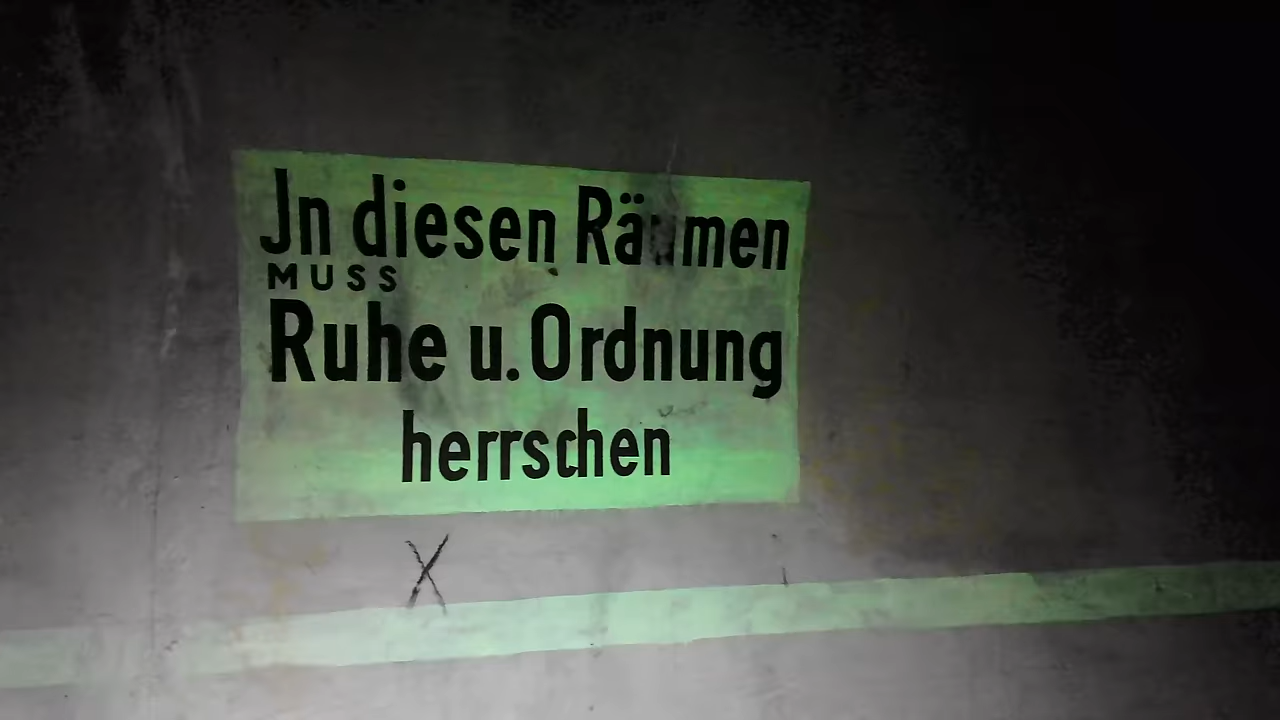 Jn diesen Räumen
MUSS
Ruhe u. Ordnung
herrschen
X